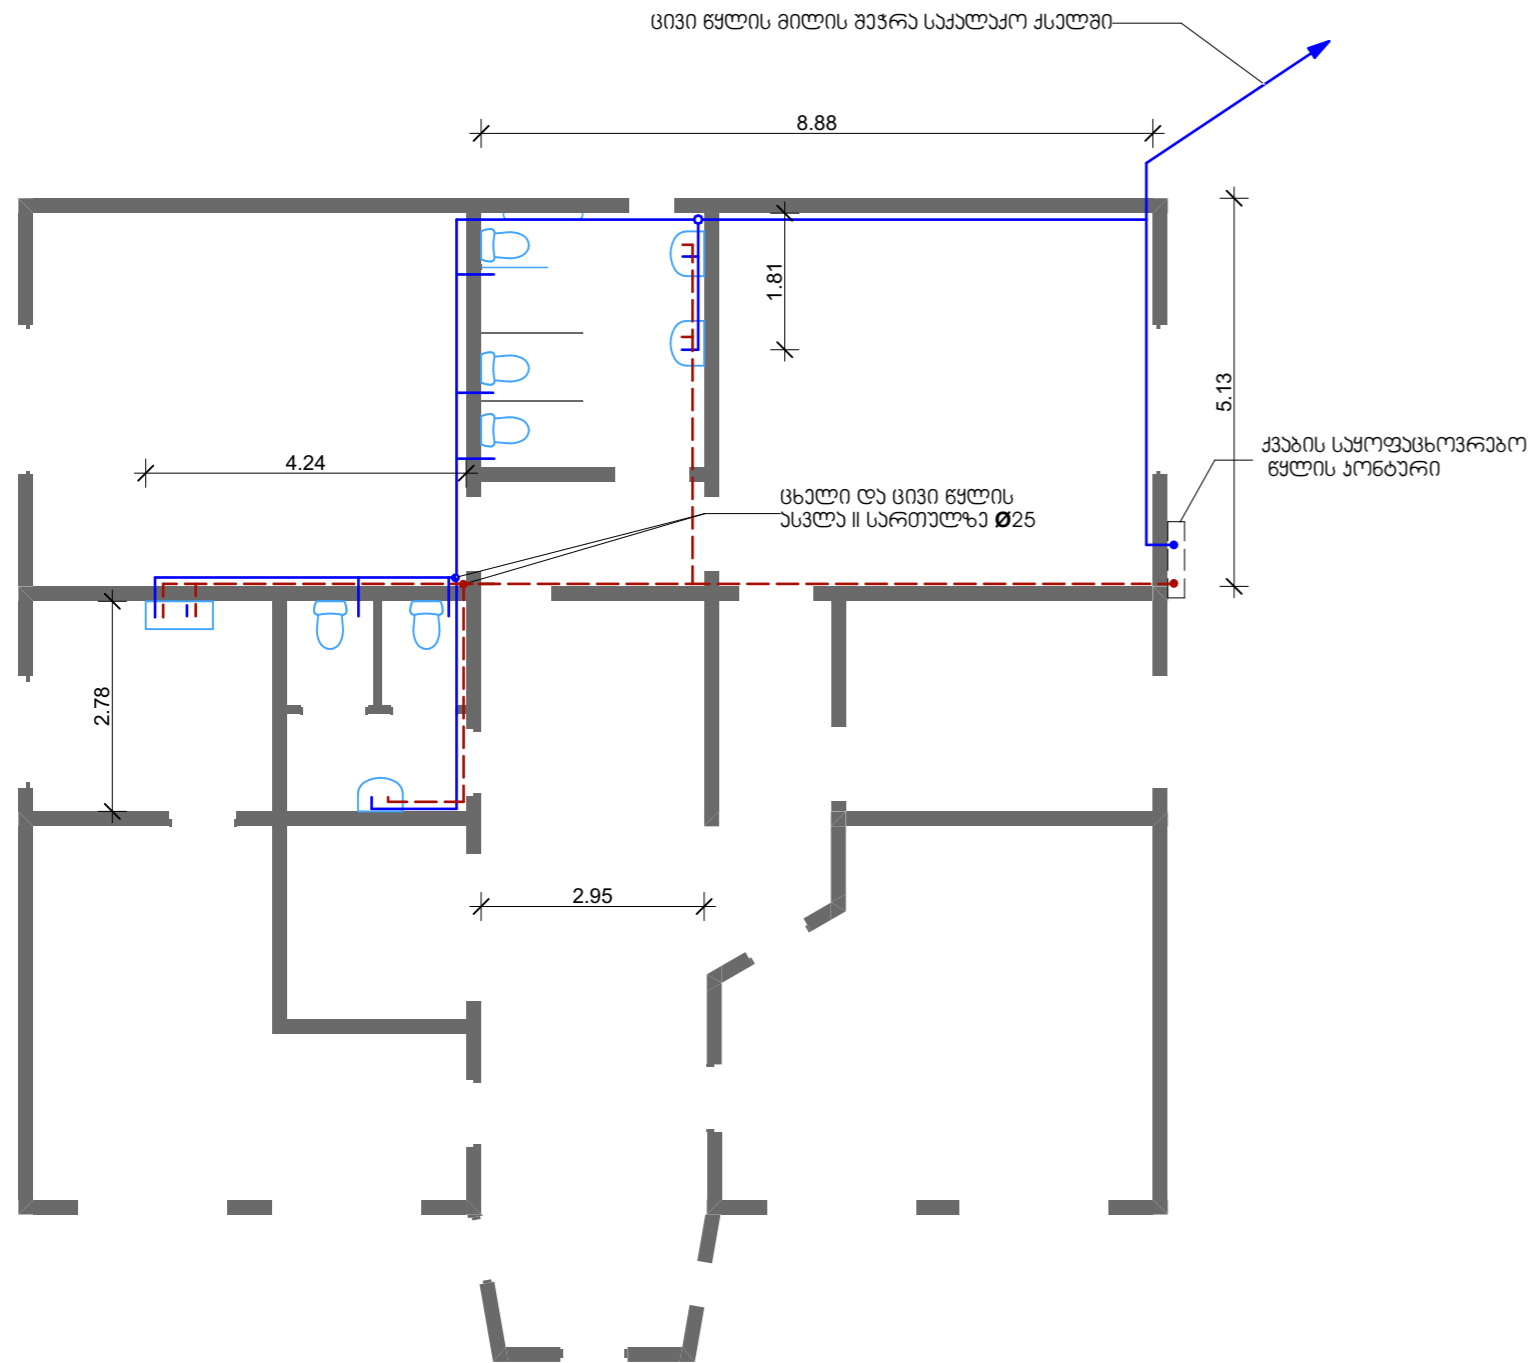 ცივი წყლის მილის შეჭრა საქალაქო ქსელში
8.88
1.81
5.13
4.24
ქვაბის საყოფაცხოვრებო
წყლის კონტური
ცხელი და ცივი წყლის
ასვლა II სართულზე Ø25
2.78
2.95